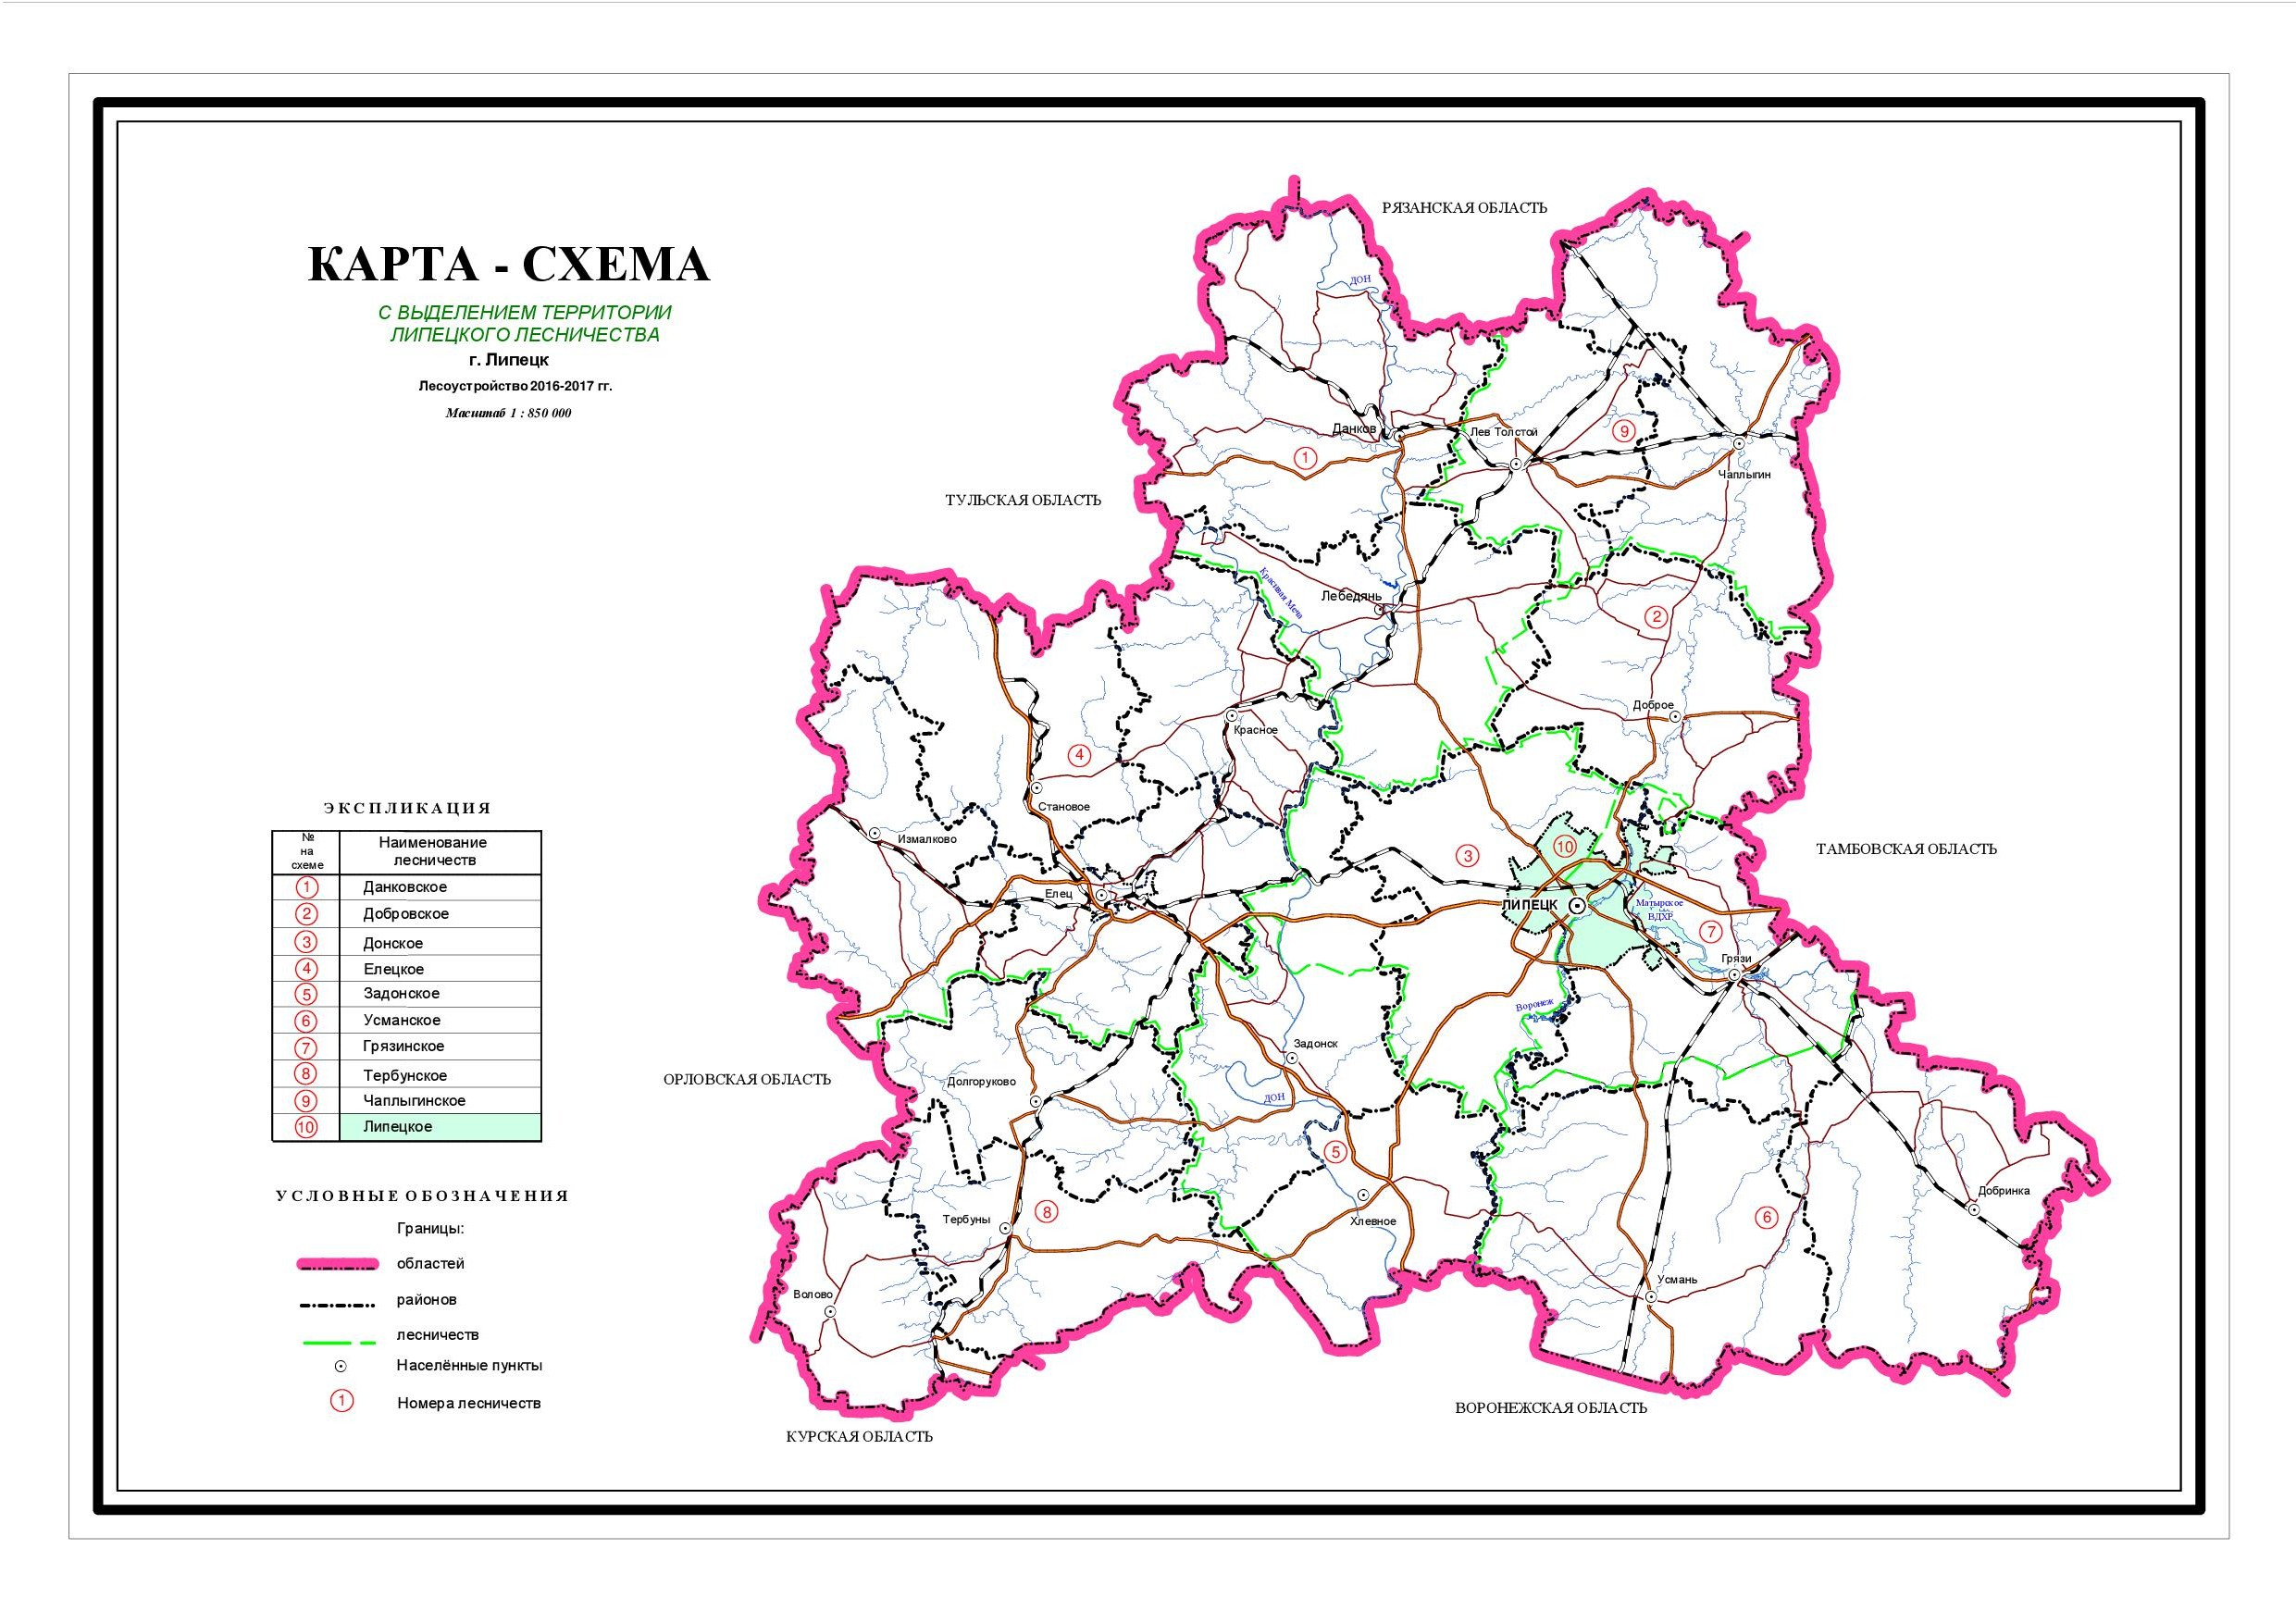 КАРТА - СХЕМА
С ВЫДЕЛЕНИЕМ ТЕРРИТОРИИ
ЛИПЕЦКОГО ЛЕСНИЧЕСТВА
г. Липецк
Лесоустройство 2016-2017 гг.
Масштаб 1 : 850 000
РЯЗАНСКАЯ ОБЛАСТЬ
ДОН
Данков
Лев Толстой
9
1
Чаплыгин
ТУЛЬСКАЯ ОБЛАСТЬ
Красивая Меча
Лебедянь
2
Доброе
Красное
4
Становое
Измалково
3
10
ТАМБОВСКАЯ ОБЛАСТЬ
Елец
ЛИПЕЦК
Матырское
ВДХР.
7
Грязи
Воронеж
Задонск
ОРЛОВСКАЯ ОБЛАСТЬ
Долгоруково
ДОН
5
Добринка
Тербуны
8
Хлевное
6
Усмань
Волово
ВОРОНЕЖСКАЯ ОБЛАСТЬ
КУРСКАЯ ОБЛАСТЬ
ЭКСПЛИКАЦИЯ
№
на
схеме
Наименование
лесничеств
1 Данковское
2 Добровское
3 Донское
4 Елецкое
5 Задонское
6 Усманское
7 Грязинское
8 Тербунское
9 Чаплыгинское
10 Липецкое
УСЛОВНЫЕ ОБОЗНАЧЕНИЯ
Границы:
областей
районов
лесничеств
Населённые пункты
1 Номера лесничеств